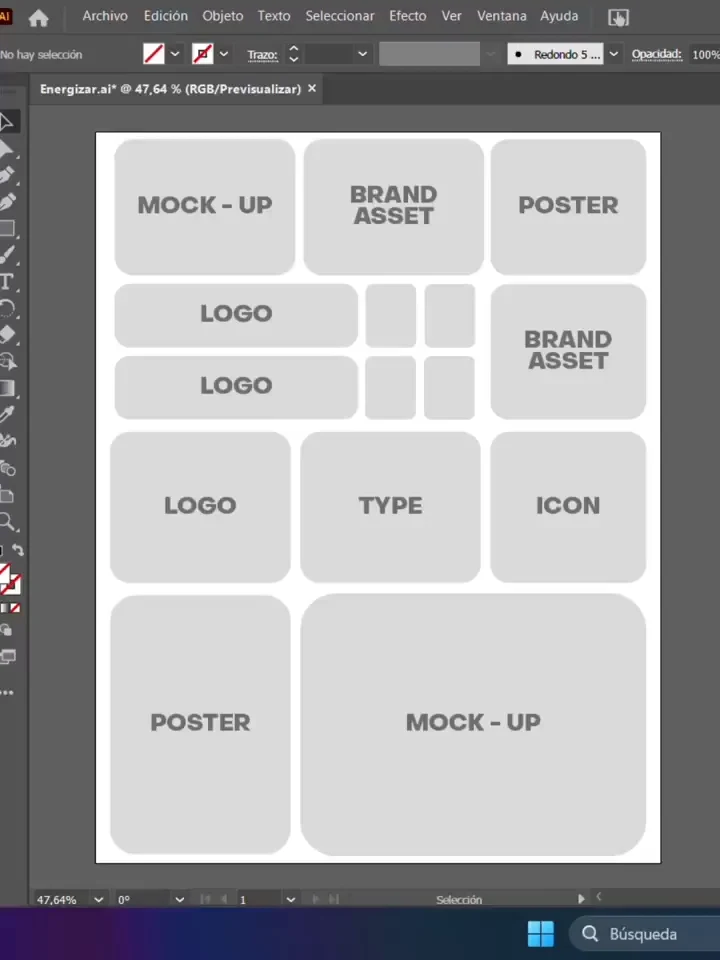 Ai
Archivo Edición Objeto Texto Seleccionar Efecto Ver Ventana Ayuda
No hay selección
Trazo:
Redondo 5 ...
Opacidad:
100%
Energizar.ai* @ 47,64 % (RGB/Previsualizar) ×
MOCK - UP
BRAND
ASSET
POSTER
LOGO
LOGO
BRAND
ASSET
LOGO
TYPE
ICON
POSTER
MOCK - UP
47,64%
0°
1
Selección
Búsqueda